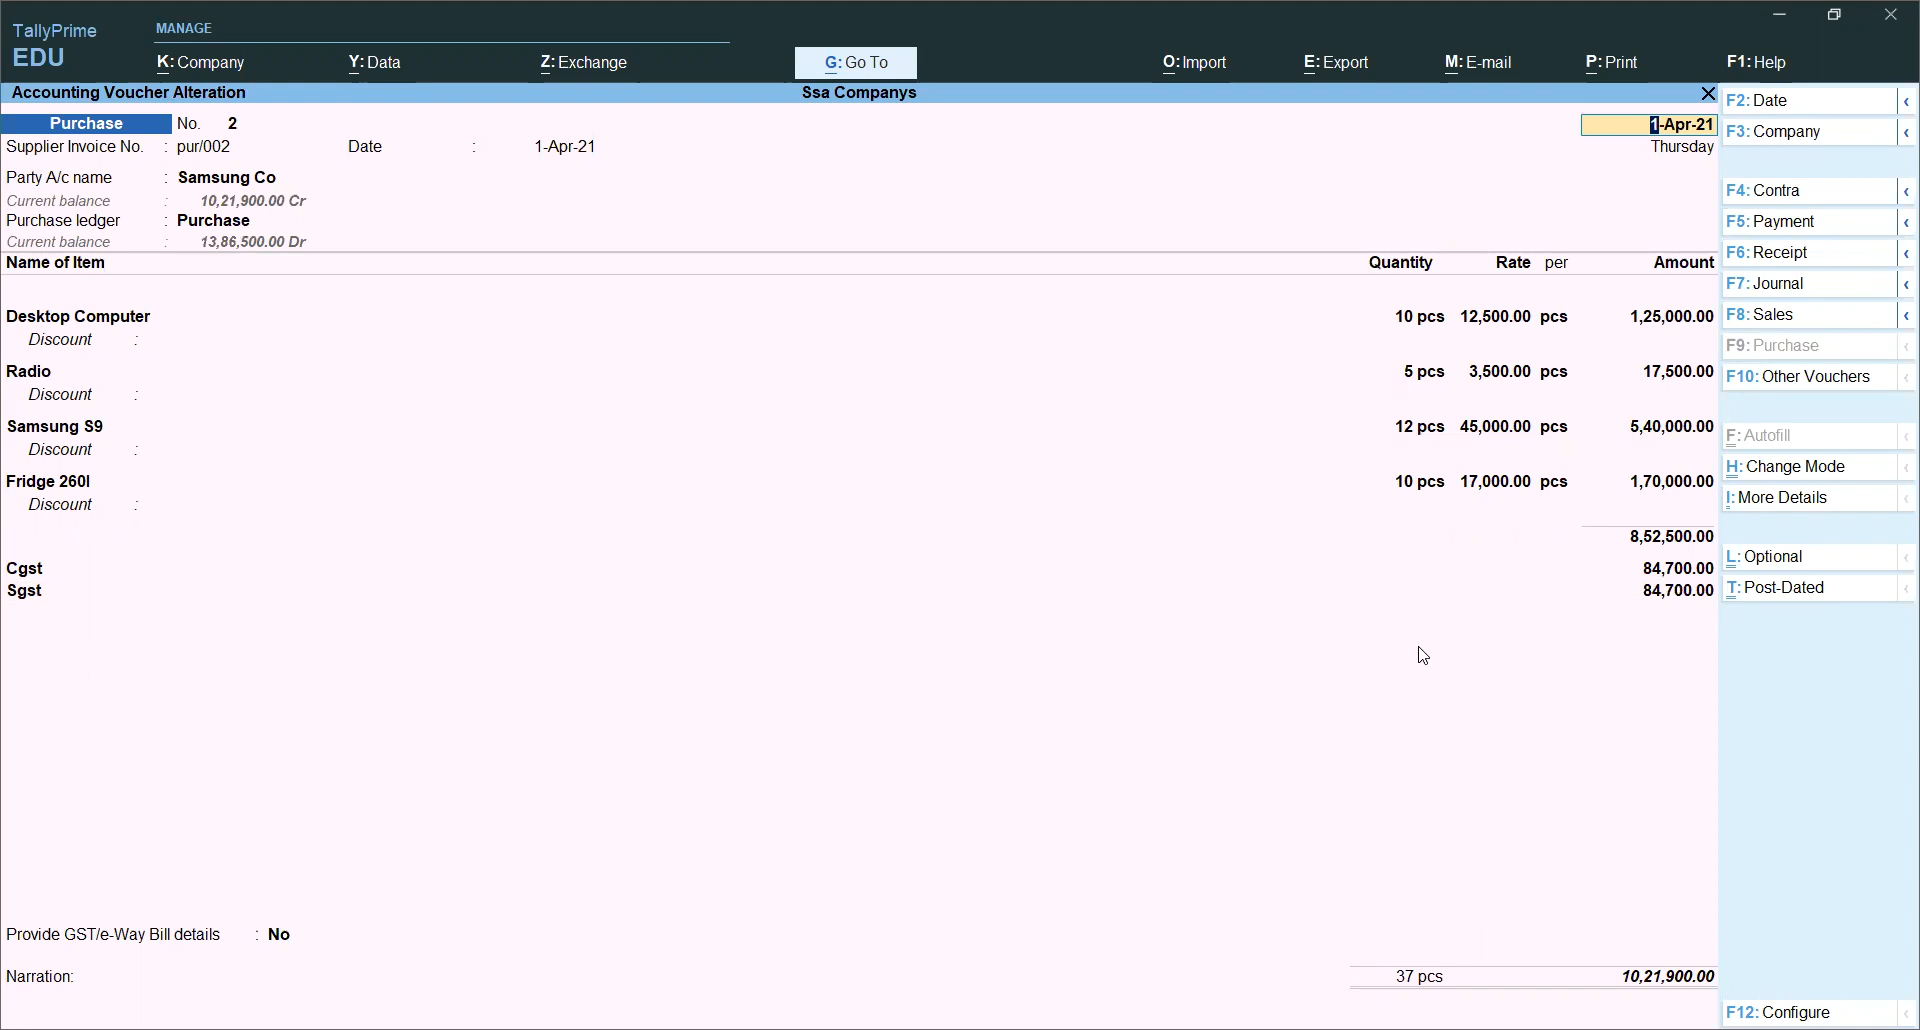 TallyPrime
EDU
MANAGE
K: Company
Y: Data
Z: Exchange
G: Go To
O: Import
E: Export
M: E-mail
P: Print
F1: Help
Accounting Voucher Alteration
Ssa Companys
Purchase No. 2 1-Apr-21
Supplier Invoice No. : pur/002 Date : 1-Apr-21 Thursday
Party A/c name : Samsung Co
Current balance : 10,21,900.00 Cr
Purchase ledger : Purchase
Current balance : 13,86,500.00 Dr
Name of Item Quantity Rate per Amount
Desktop Computer 10 pcs 12,500.00 pcs 1,25,000.00
Discount :
Radio 5 pcs 3,500.00 pcs 17,500.00
Discount :
Samsung S9 12 pcs 45,000.00 pcs 5,40,000.00
Discount :
Fridge 260l 10 pcs 17,000.00 pcs 1,70,000.00
Discount :
8,52,500.00
Cgst 84,700.00
Sgst 84,700.00
Provide GST/e-Way Bill details : No
Narration: 37 pcs 10,21,900.00
F2: Date
F3: Company
F4: Contra
F5: Payment
F6: Receipt
F7: Journal
F8: Sales
F9: Purchase
F10: Other Vouchers
F: Autofill
H: Change Mode
I: More Details
L: Optional
T: Post-Dated
F12: Configure